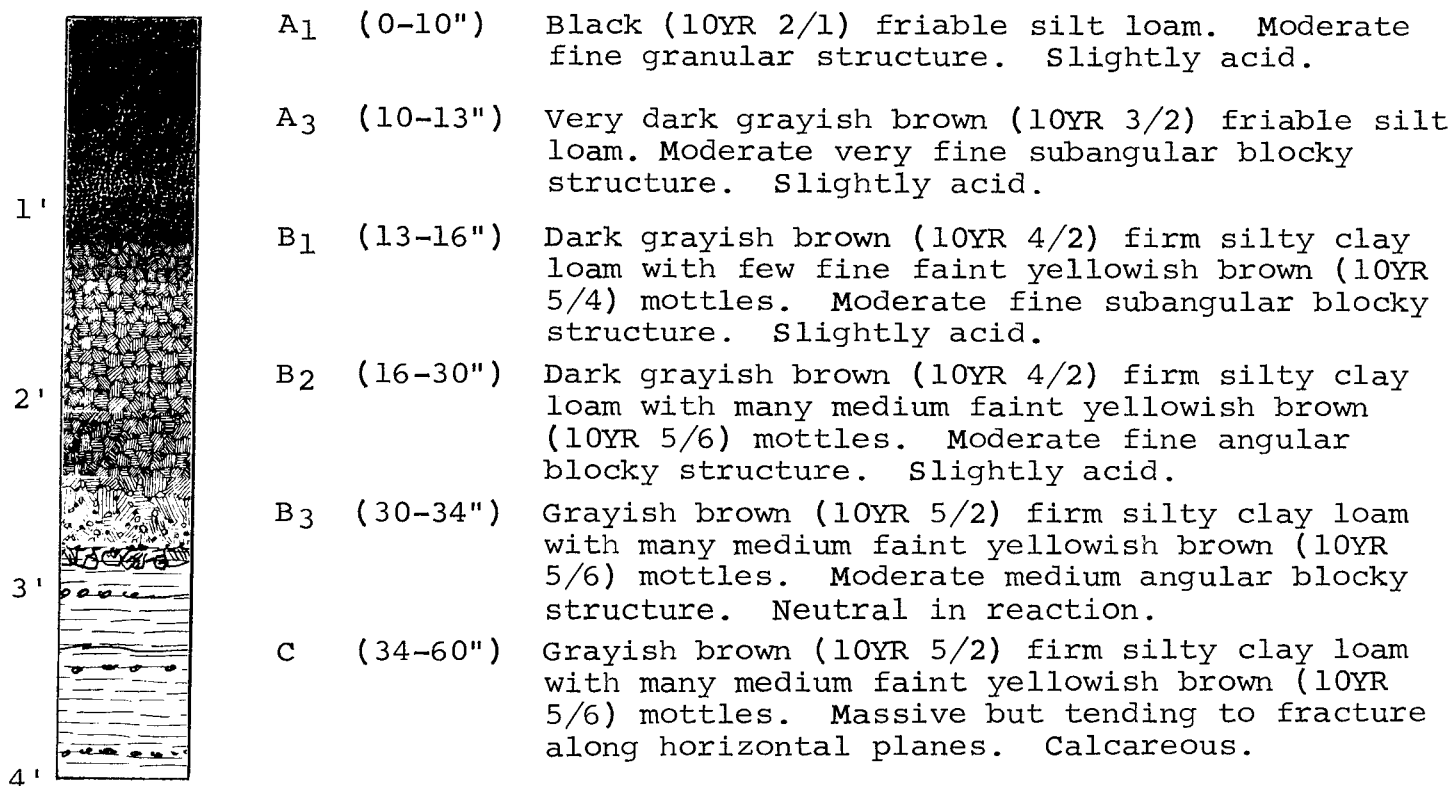 A1 (0-10") Black (10YR 2/1) friable silt loam. Moderate
fine granular structure. Slightly acid.
A3 (10-13") Very dark grayish brown (10YR 3/2) friable silt
loam. Moderate very fine subangular blocky
structure. Slightly acid.
1'
B1 (13-16") Dark grayish brown (10YR 4/2) firm silty clay
loam with few fine faint yellowish brown (10YR
5/4) mottles. Moderate fine subangular blocky
structure. Slightly acid.
B2 (16-30") Dark grayish brown (10YR 4/2) firm silty clay
2'
loam with many medium faint yellowish brown
(10YR 5/6) mottles. Moderate fine angular
blocky structure. Slightly acid.
B3 (30-34") Grayish brown (10YR 5/2) firm silty clay loam
with many medium faint yellowish brown (10YR
3'
5/6) mottles. Moderate medium angular blocky
structure. Neutral in reaction.
C (34-60") Grayish brown (10YR 5/2) firm silty clay loam
with many medium faint yellowish brown (10YR
5/6) mottles. Massive but tending to fracture
along horizontal planes. Calcareous.
4'